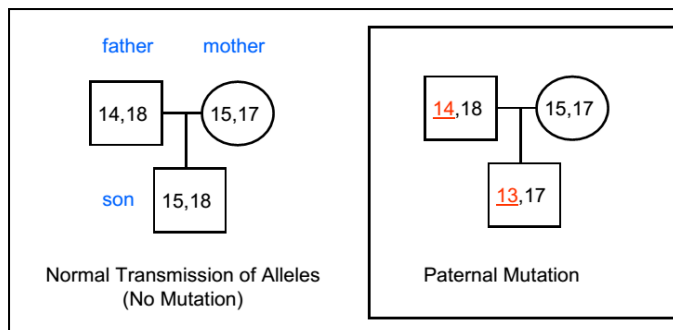 father mother
14,18 15,17
son 15,18
Normal Transmission of Alleles
(No Mutation)
14,18 15,17
13,17
Paternal Mutation